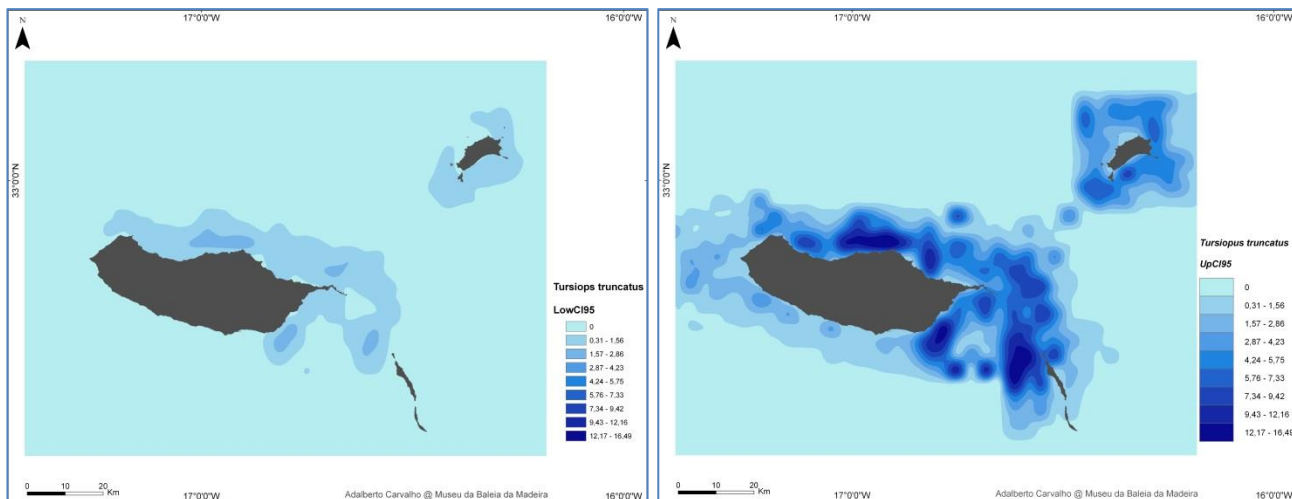 N
17°0'0"W
16°0'0"W
33°0'0"N
Tursiops truncatus
LowCI95
0
0,31 - 1,56
1,57 - 2,86
2,87 - 4,23
4,24 - 5,75
5,76 - 7,33
7,34 - 9,42
9,43 - 12,16
12,17 - 16,49
0 10 20
Km
Adalberto Carvalho @ Museu da Baleia da Madeira
17°0'0"W
16°0'0"W
N
17°0'0"W
16°0'0"W
33°0'0"N
Tursiopus truncatus
UpCI95
0
0,31 - 1,56
1,57 - 2,86
2,87 - 4,23
4,24 - 5,75
5,76 - 7,33
7,34 - 9,42
9,43 - 12,16
12,17 - 16,49
0 10 20
Km
Adalberto Carvalho @ Museu da Baleia da Madeira
17°0'0"W
16°0'0"W